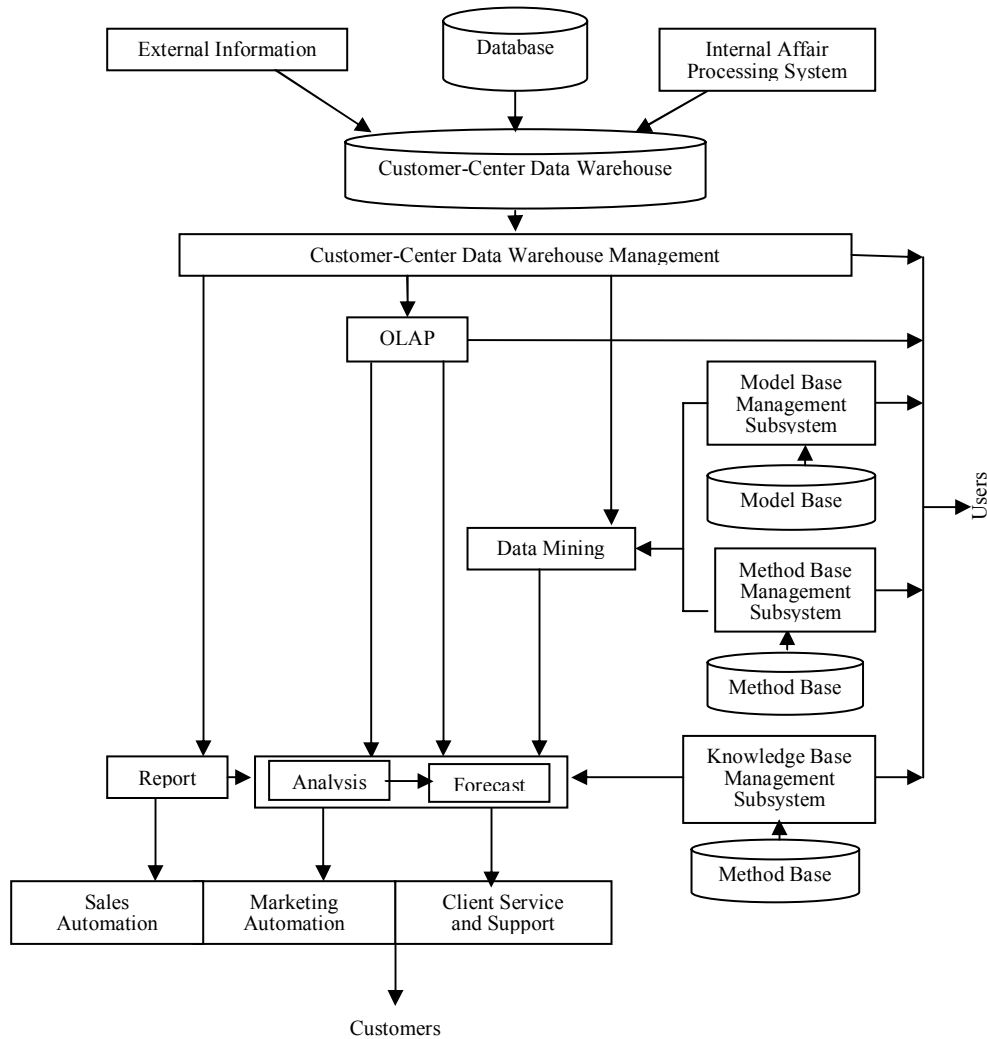 External Information
Database
Internal Affair
Processing System
Customer-Center Data Warehouse
Customer-Center Data Warehouse Management
OLAP
Model Base
Management
Subsystem
Model Base
Users
Data Mining
Method Base
Management
Subsystem
Method Base
Report
Analysis
Forecast
Knowledge Base
Management
Subsystem
Method Base
Sales
Automation
Marketing
Automation
Client Service
and Support
Customers